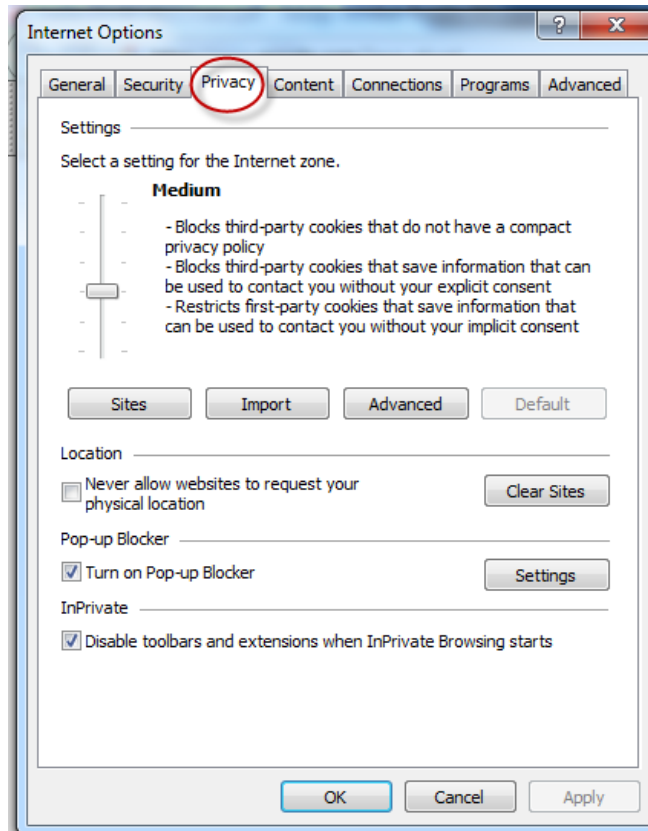 Internet Options
? X
General Security Privacy Content Connections Programs Advanced
Settings
Select a setting for the Internet zone.
Medium
- Blocks third-party cookies that do not have a compact
privacy policy
- Blocks third-party cookies that save information that can
be used to contact you without your explicit consent
- Restricts first-party cookies that save information that
can be used to contact you without your implicit consent
Sites Import Advanced Default
Location
Never allow websites to request your
physical location
Clear Sites
Pop-up Blocker
Turn on Pop-up Blocker
Settings
InPrivate
Disable toolbars and extensions when InPrivate Browsing starts
OK Cancel Apply